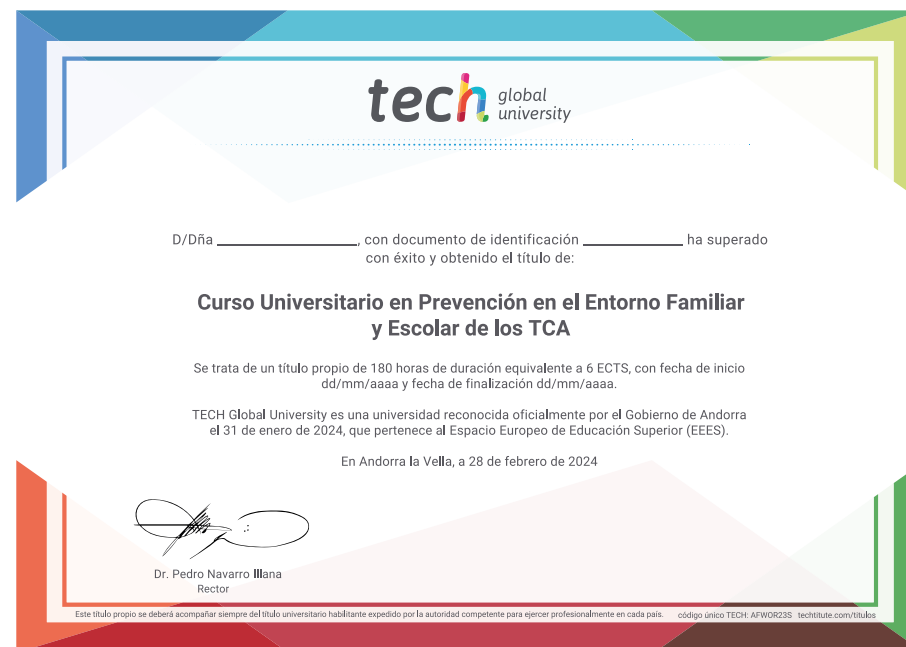 tech global university
D/Dña ____________________, con documento de identificación ______________ ha superado
con éxito y obtenido el título de:
Curso Universitario en Prevención en el Entorno Familiar
y Escolar de los TCA
Se trata de un título propio de 180 horas de duración equivalente a 6 ECTS, con fecha de inicio
dd/mm/aaaa y fecha de finalización dd/mm/aaaa.
TECH Global University es una universidad reconocida oficialmente por el Gobierno de Andorra
el 31 de enero de 2024, que pertenece al Espacio Europeo de Educación Superior (EEES).
En Andorra la Vella, a 28 de febrero de 2024
Dr. Pedro Navarro Illana
Rector
Este título propio se deberá acompañar siempre del título universitario habilitante expedido por la autoridad competente para ejercer profesionalmente en cada país. código único TECH: AFWOR23S techtitute.com/titulos